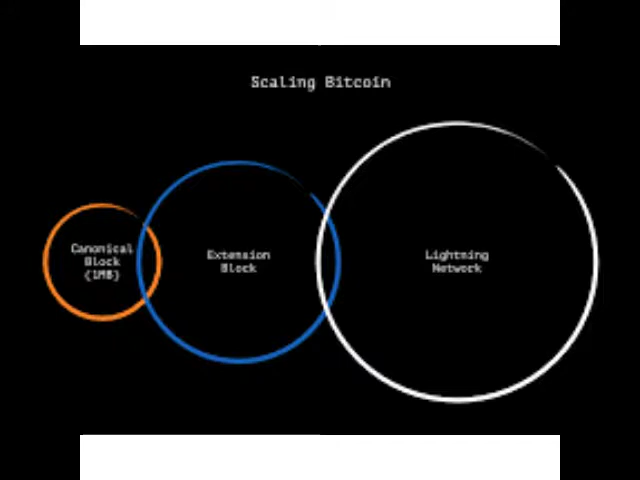 Scaling Bitcoin
Canonical
Block
(1MB)
Extension
Block
Lightning
Network